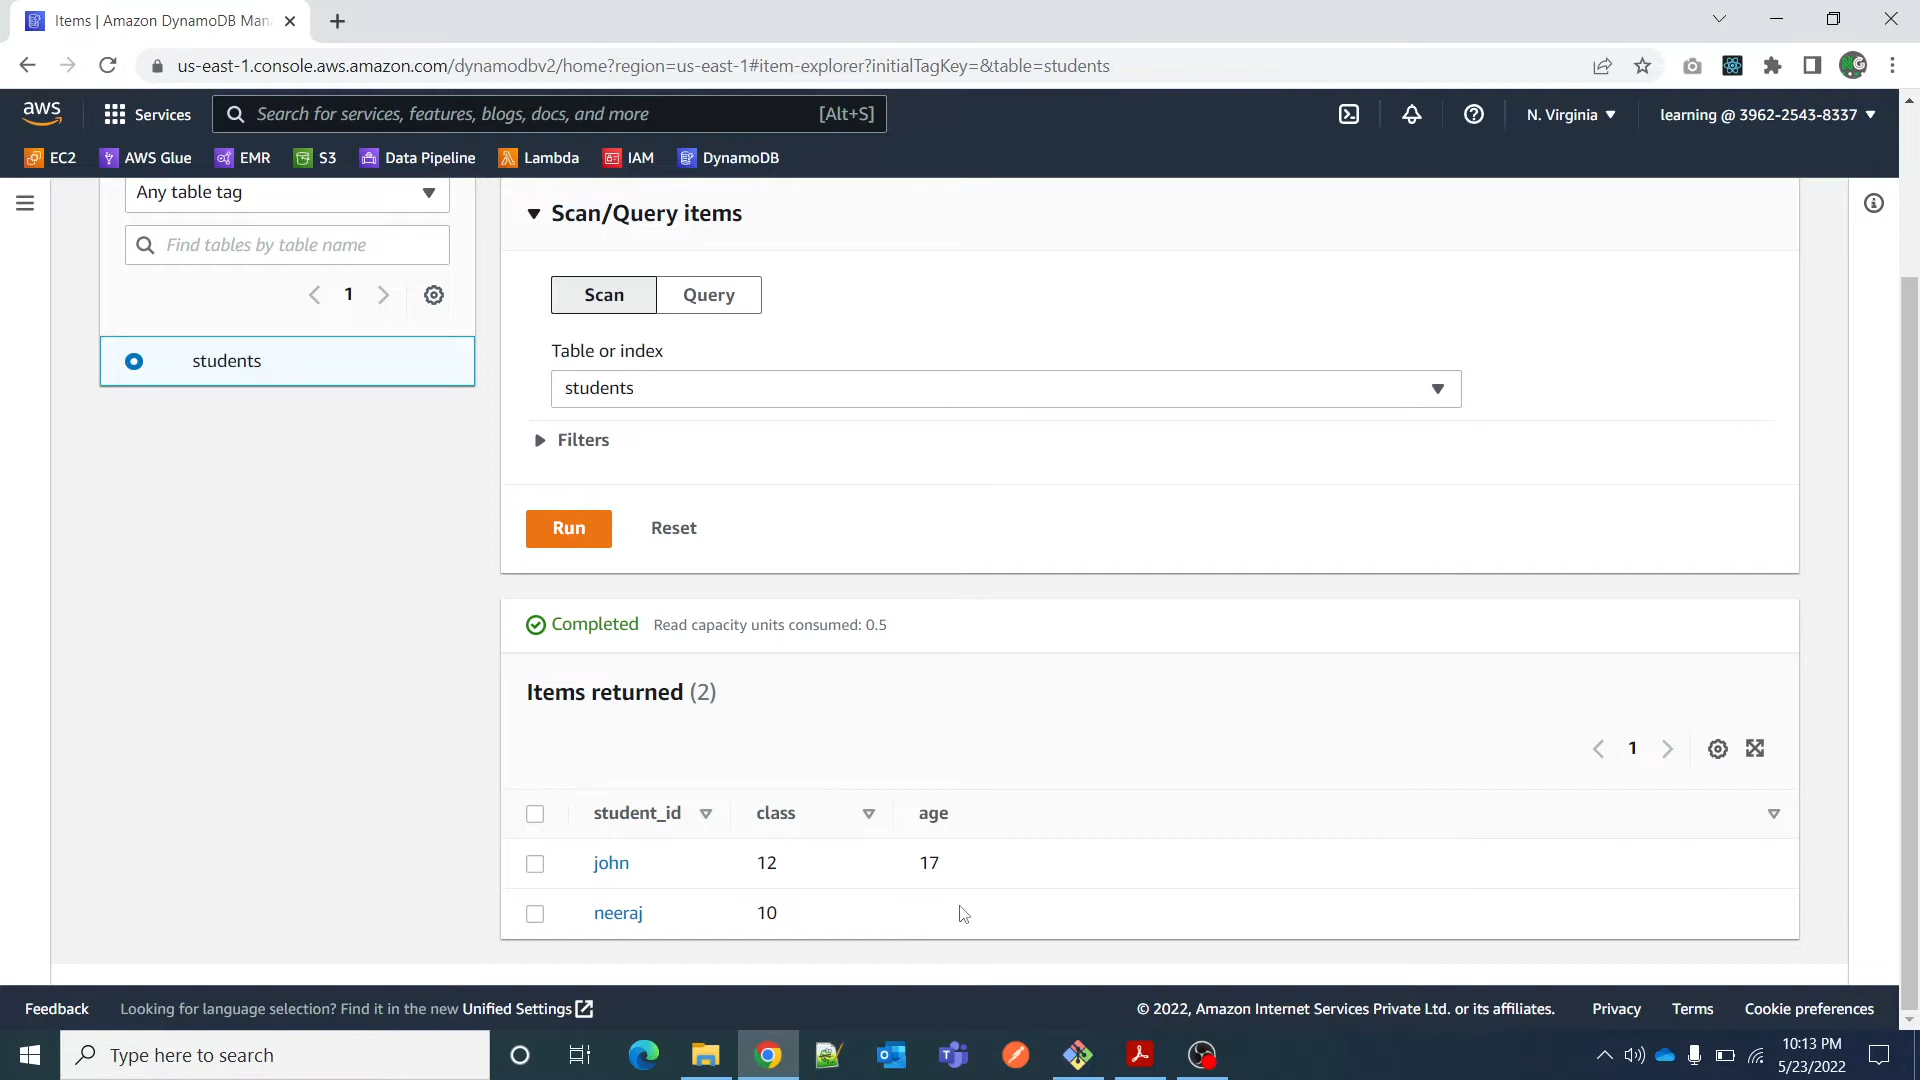 Items | Amazon DynamoDB Man
us-east-1.console.aws.amazon.com/dynamodbv2/home?region=us-east-1#item-explorer?initialTagKey=&table=students
aws
Services
Search for services, features, blogs, docs, and more
[Alt+S]
N. Virginia
learning @ 3962-2543-8337
EC2
AWS Glue
EMR
S3
Data Pipeline
Lambda
IAM
DynamoDB
Any table tag
Find tables by table name
1
students
Scan/Query items
Scan
Query
Table or index
students
Filters
Run
Reset
Completed
Read capacity units consumed: 0.5
Items returned (2)
1
student_id class age
john 12 17
neeraj 10
Feedback
Looking for language selection? Find it in the new Unified Settings
© 2022, Amazon Internet Services Private Ltd. or its affiliates.
Privacy
Terms
Cookie preferences
Type here to search
10:13 PM
5/23/2022